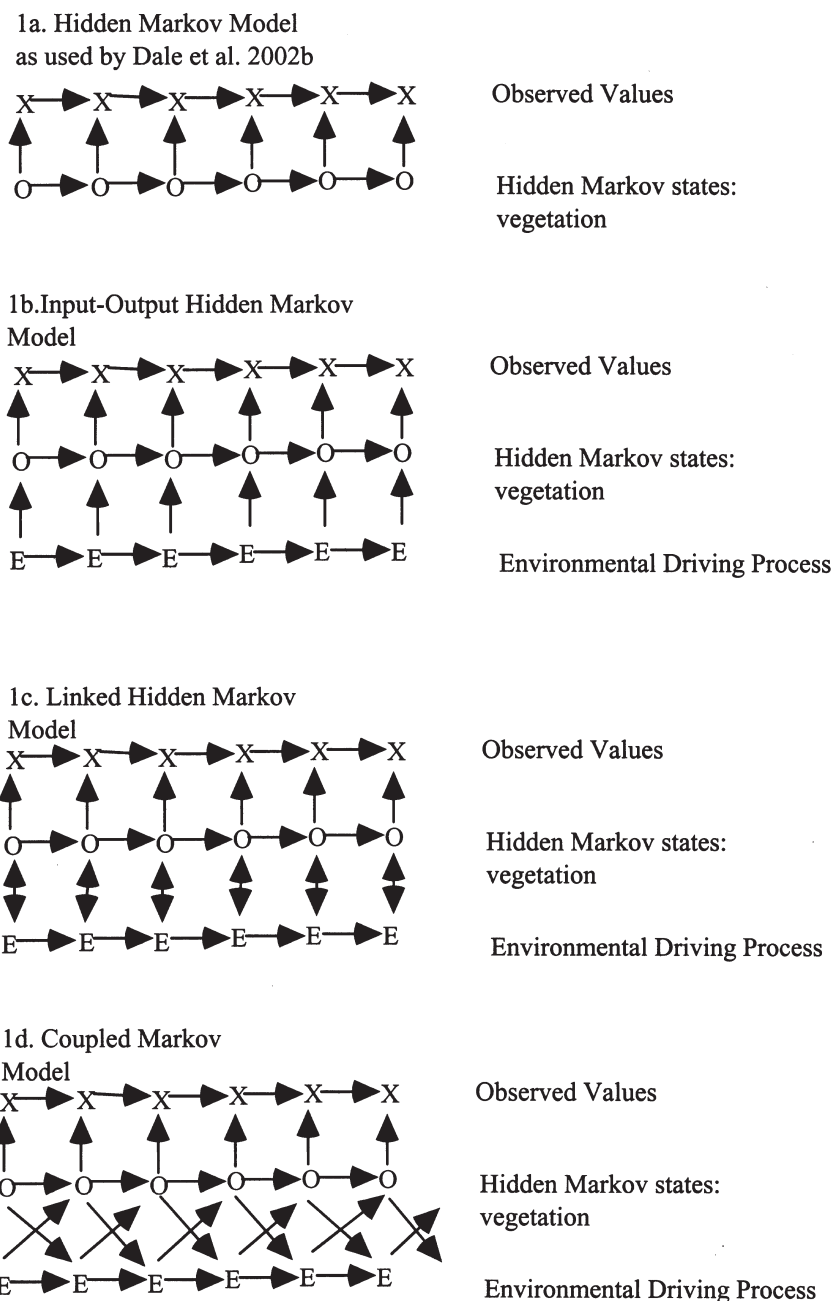 1a. Hidden Markov Model
as used by Dale et al. 2002b
X X X X X X
Observed Values
O O O O O O
Hidden Markov states:
vegetation
1b.Input-Output Hidden Markov
Model
X X X X X X
Observed Values
O O O O O O
Hidden Markov states:
vegetation
E E E E E E
Environmental Driving Process
1c. Linked Hidden Markov
Model
X X X X X X
Observed Values
O O O O O O
Hidden Markov states:
vegetation
E E E E E E
Environmental Driving Process
1d. Coupled Markov
Model
X X X X X X
Observed Values
O O O O O O
Hidden Markov states:
vegetation
E E E E E E
Environmental Driving Process